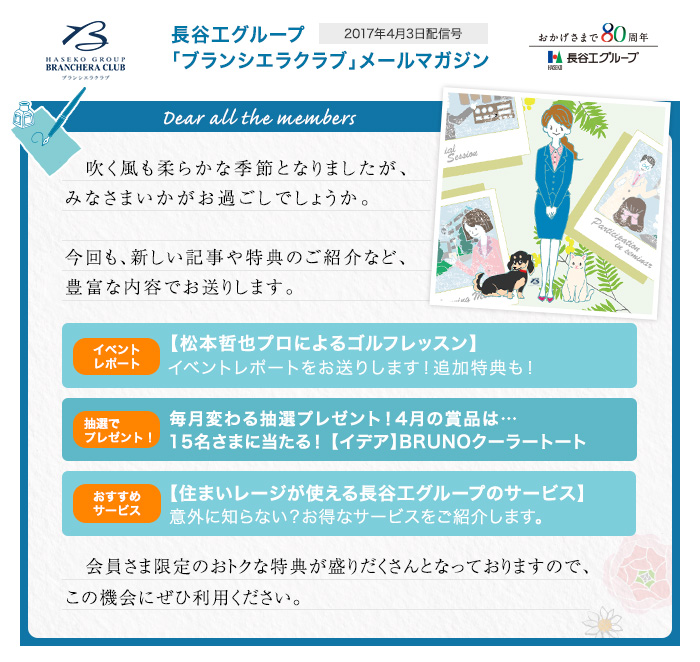 HASEKO GROUP
BRANCHERA CLUB
ブランシエラクラブ
長谷工グループ
2017年4月3日配信号
「ブランシエラクラブ」メールマガジン
おかげさまで80周年
HASEKO 長谷工グループ
Dear all the members
吹く風も柔らかな季節となりましたが、
みなさまいかがお過ごしでしょうか。
今回も、新しい記事や特典のご紹介など、
豊富な内容でお送りします。
Session
Participation
in seminar
イベント
レポート
【松本哲也プロによるゴルフレッスン】
イベントレポートをお送りします！追加特典も！
抽選で
プレゼント！
毎月変わる抽選プレゼント！4月の賞品は…
15名さまに当たる！【イデア】BRUNOクーラートート
おすすめ
サービス
【住まいレージが使える長谷工グループのサービス】
意外に知らない？お得なサービスをご紹介します。
会員さま限定のおトクな特典が盛りだくさんとなっておりますので、
この機会にぜひ利用ください。